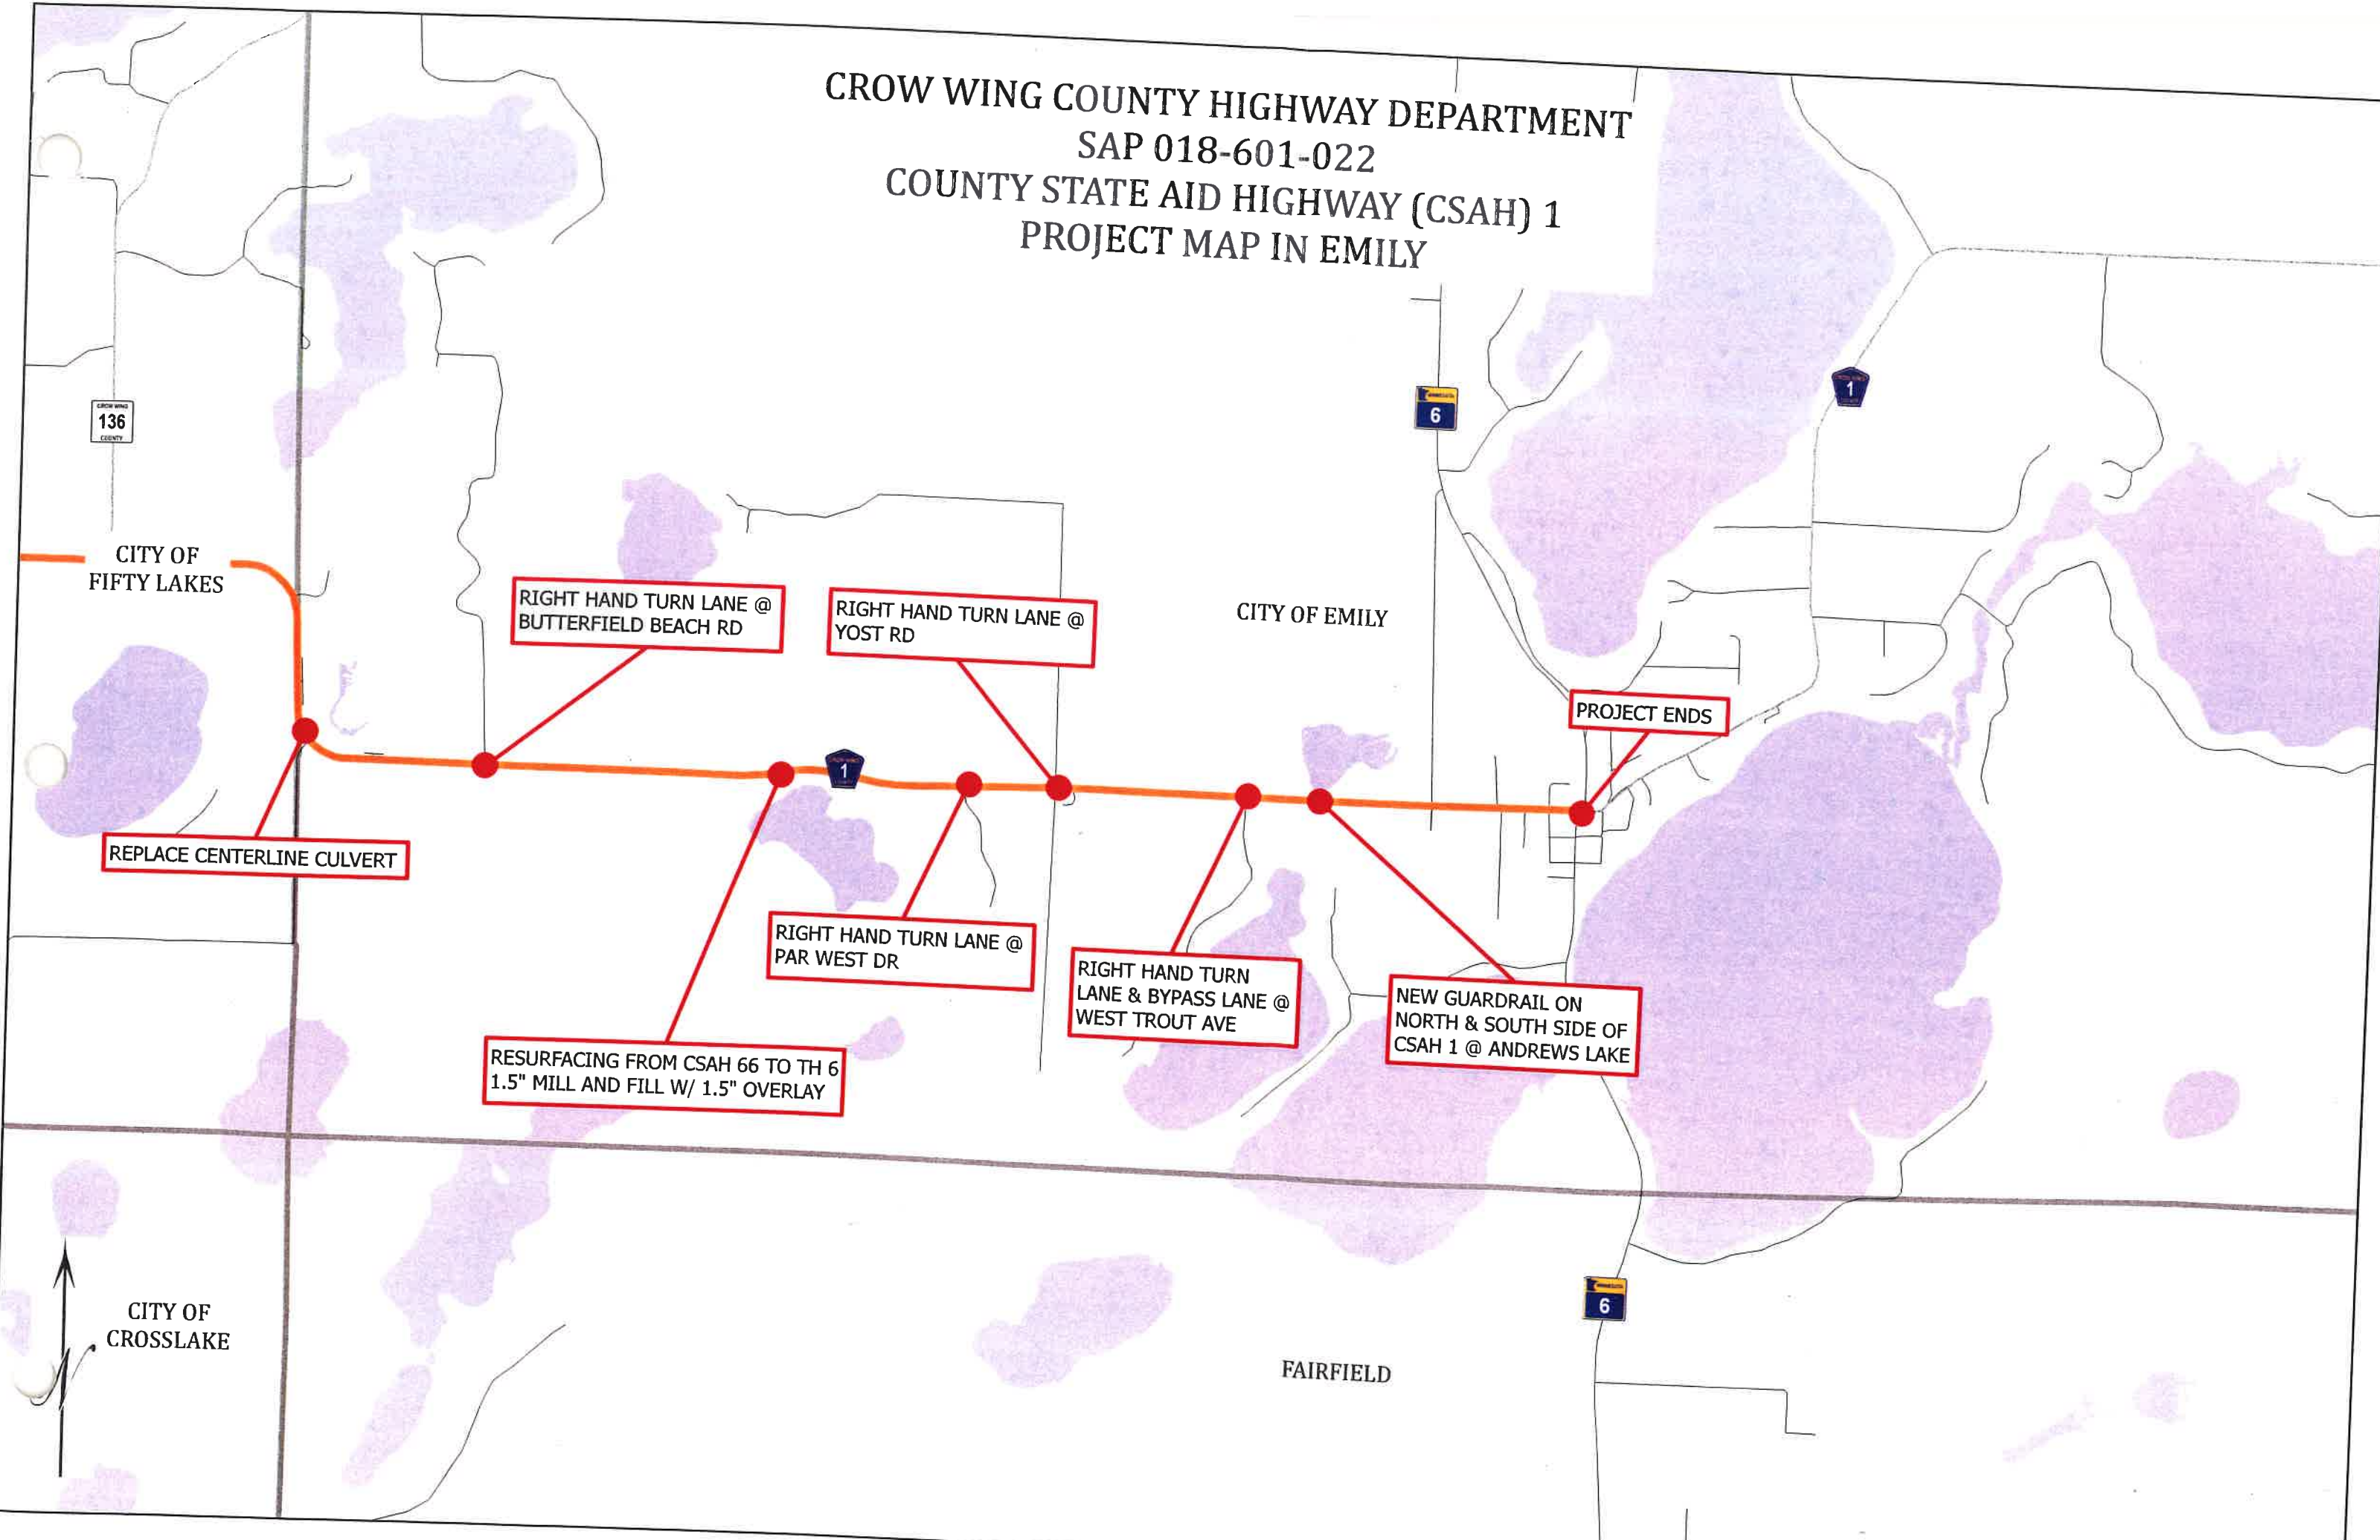 CROW WING COUNTY HIGHWAY DEPARTMENT
SAP 018-601-022
COUNTY STATE AID HIGHWAY (CSAH) 1
PROJECT MAP IN EMILY
6
1
CROW WING
136
COUNTY
CITY OF
FIFTY LAKES
RIGHT HAND TURN LANE @
BUTTERFIELD BEACH RD
RIGHT HAND TURN LANE @
YOST RD
CITY OF EMILY
PROJECT ENDS
1
REPLACE CENTERLINE CULVERT
RIGHT HAND TURN LANE @
PAR WEST DR
RIGHT HAND TURN
LANE & BYPASS LANE @
WEST TROUT AVE
NEW GUARDRAIL ON
NORTH & SOUTH SIDE OF
CSAH 1 @ ANDREWS LAKE
RESURFACING FROM CSAH 66 TO TH 6
1.5" MILL AND FILL W/ 1.5" OVERLAY
6
CITY OF
CROSSLAKE
FAIRFIELD